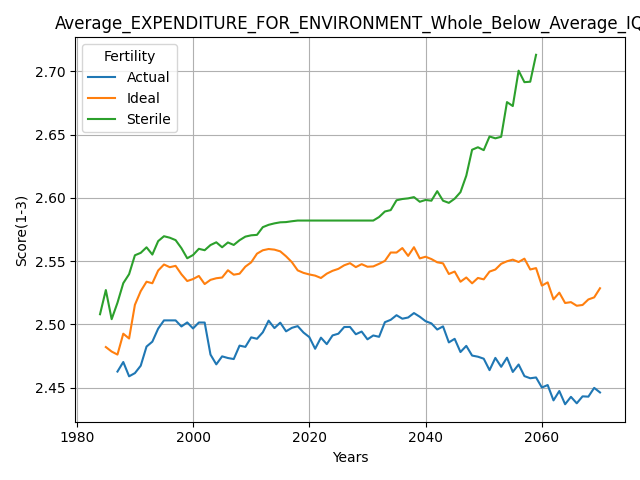 Average_EXPENDITURE_FOR_ENVIRONMENT_Whole_Below_Average_IQ
Fertility
Actual
Ideal
Sterile
Score(1-3)
2.70
2.65
2.60
2.55
2.50
2.45
1980
2000
2020
2040
2060
Years